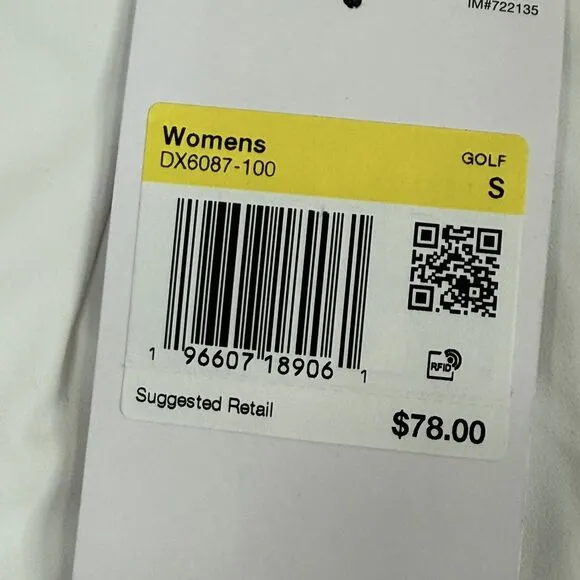 IM#722135
Womens
DX6087-100
GOLF
S
1 96607 18906 1
RFID
Suggested Retail
$78.00